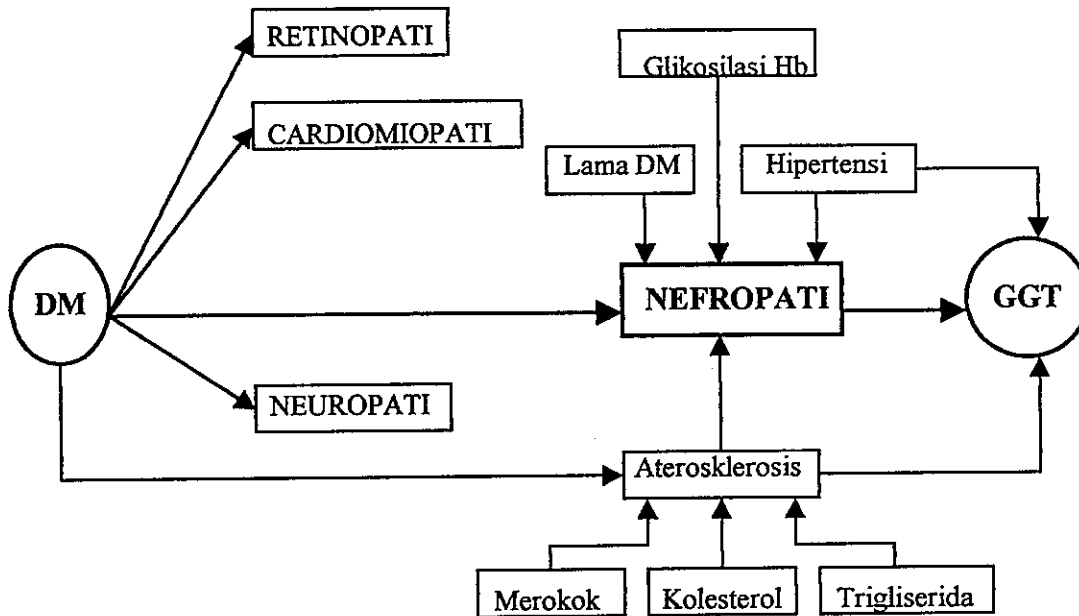 RETINOPATI
Glikosilasi Hb
CARDIOMIOPATI
Lama DM
Hipertensi
DM
NEFROPATI
GGT
NEUROPATI
Aterosklerosis
Merokok
Kolesterol
Trigliserida